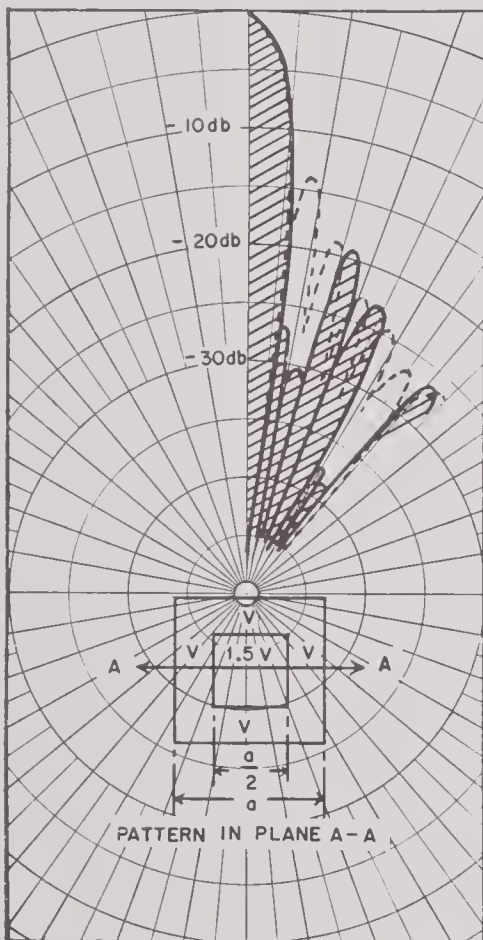 -10db
-20db
-30db
V
V 1.5 V V
A A
V
a
2
a
PATTERN IN PLANE A-A